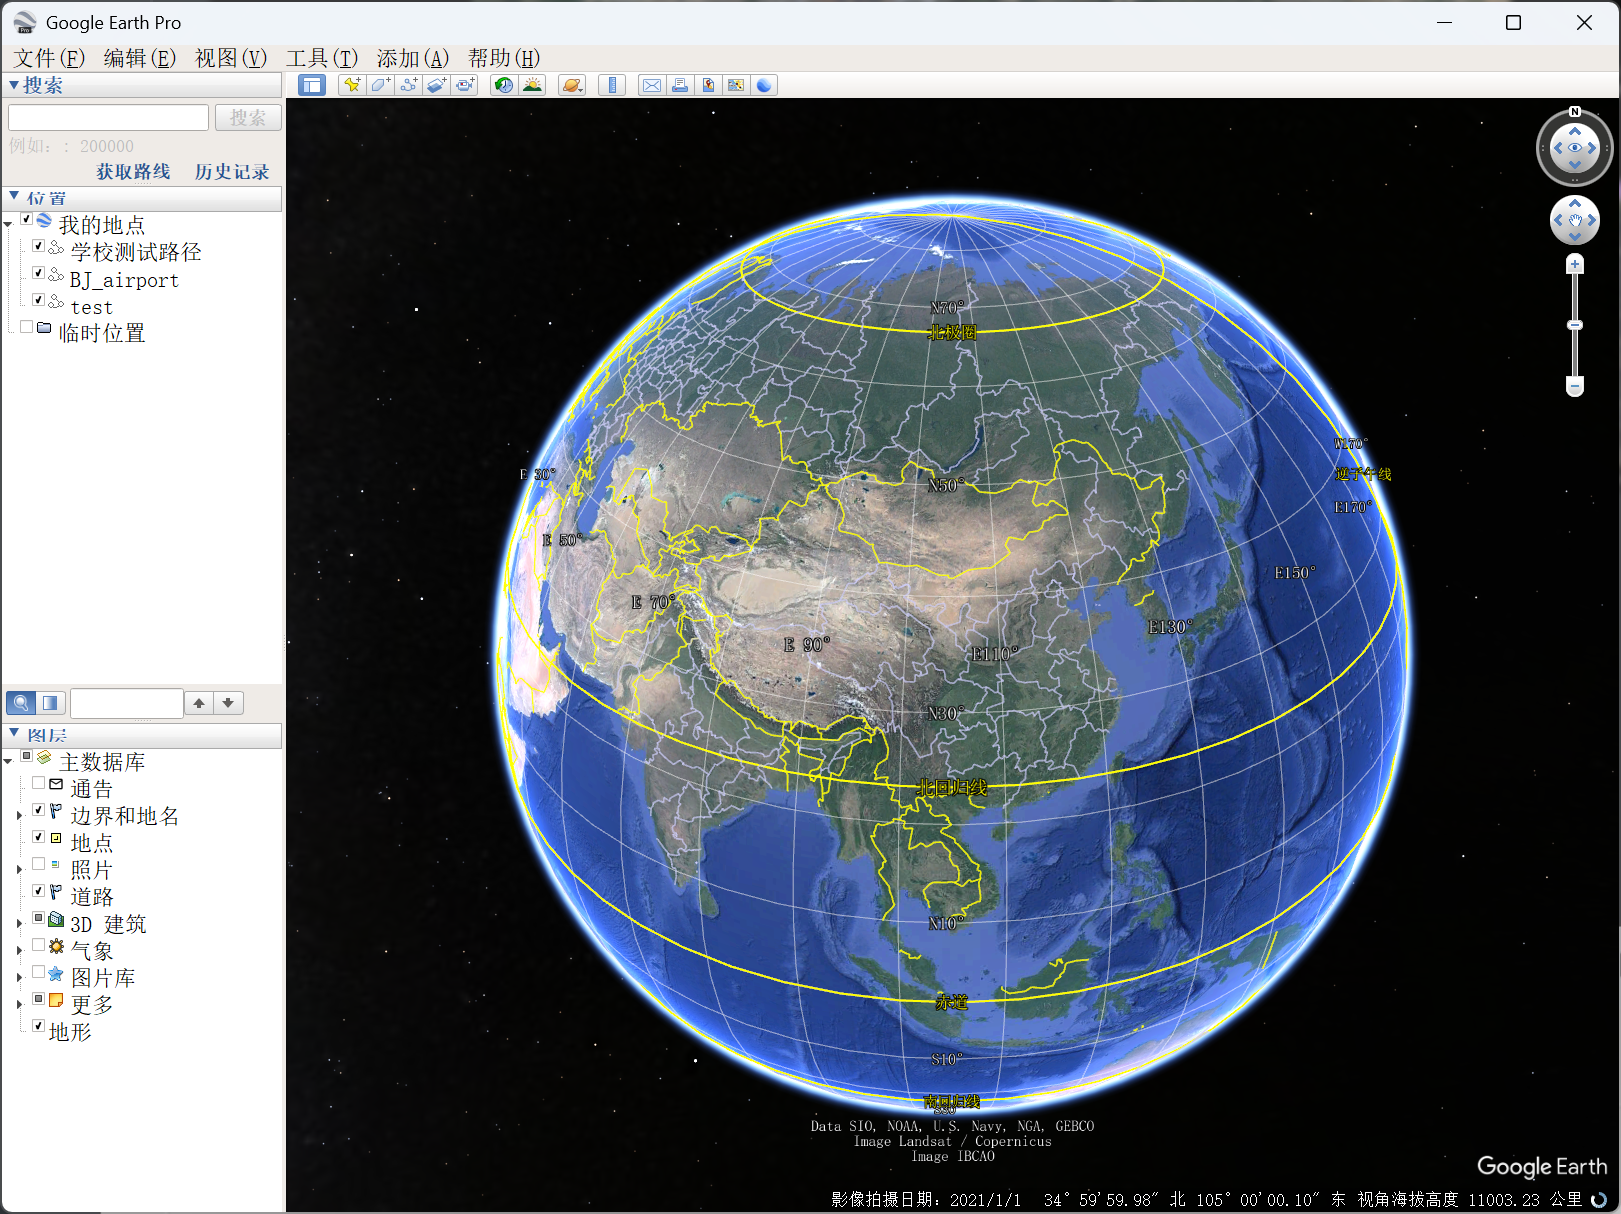 Google Earth Pro
文件(F) 编辑(E) 视图(V) 工具(T) 添加(A) 帮助(H)
搜索
搜索
例如: : 200000
获取路线 历史记录
位置
我的地点
学校测试路径
BJ_airport
test
临时位置
图层
主数据库
通告
边界和地名
地点
照片
道路
3D 建筑
气象
图片库
更多
地形
N
N70°
北极圈
W170°
逆子午线
E 30°
N50°
E170°
E 50°
E150°
E 70°
E130°
E 90°
E110°
N30°
北回归线
N10°
赤道
S10°
南回归线
Data SIO, NOAA, U.S. Navy, NGA, GEBCO
Image Landsat / Copernicus
Image IBCAO
Google Earth
影像拍摄日期: 2021/1/1 34° 59'59.98" 北 105° 00'00.10" 东 视角海拔高度 11003.23 公里